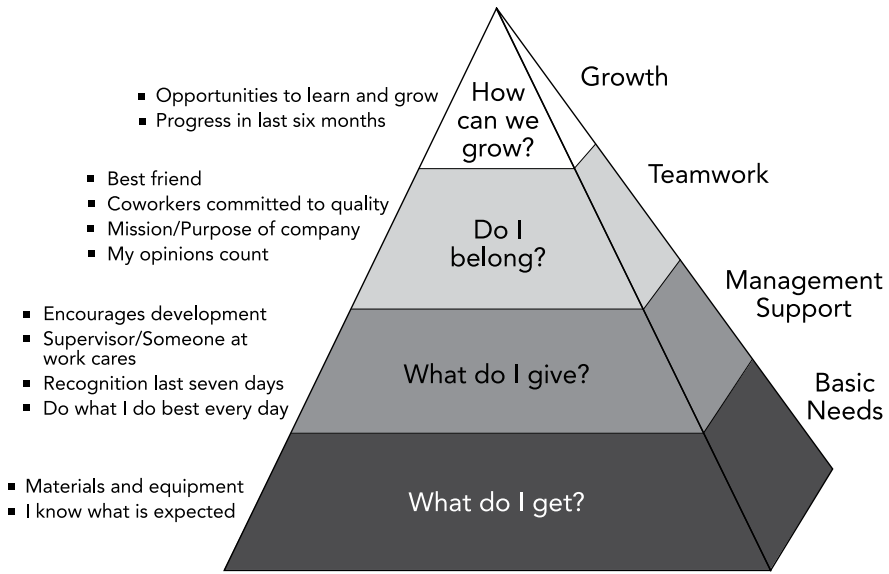 Growth
How
can we
grow?
▪ Opportunities to learn and grow
▪ Progress in last six months
Teamwork
▪ Best friend
▪ Coworkers committed to quality
▪ Mission/Purpose of company
▪ My opinions count
Do I
belong?
Management
Support
▪ Encourages development
▪ Supervisor/Someone at
work cares
▪ Recognition last seven days
▪ Do what I do best every day
What do I give?
Basic
Needs
▪ Materials and equipment
▪ I know what is expected
What do I get?